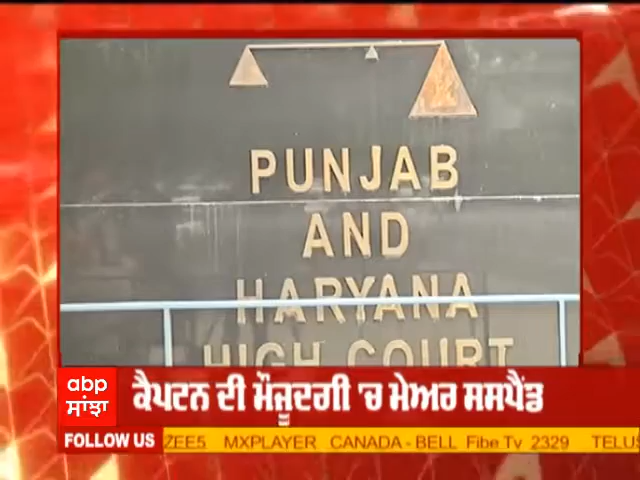 PUNJAB
AND
HARYANA
HIGH COURT
abp
ਸਾਂਝਾ
ਕੈਪਟਨ ਦੀ ਮੌਜੂਦਗੀ 'ਚ ਮੇਅਰ ਸਸਪੈਂਡ
FOLLOW US
ZEE5 MXPLAYER CANADA - BELL Fibe Tv 2329 TELUS